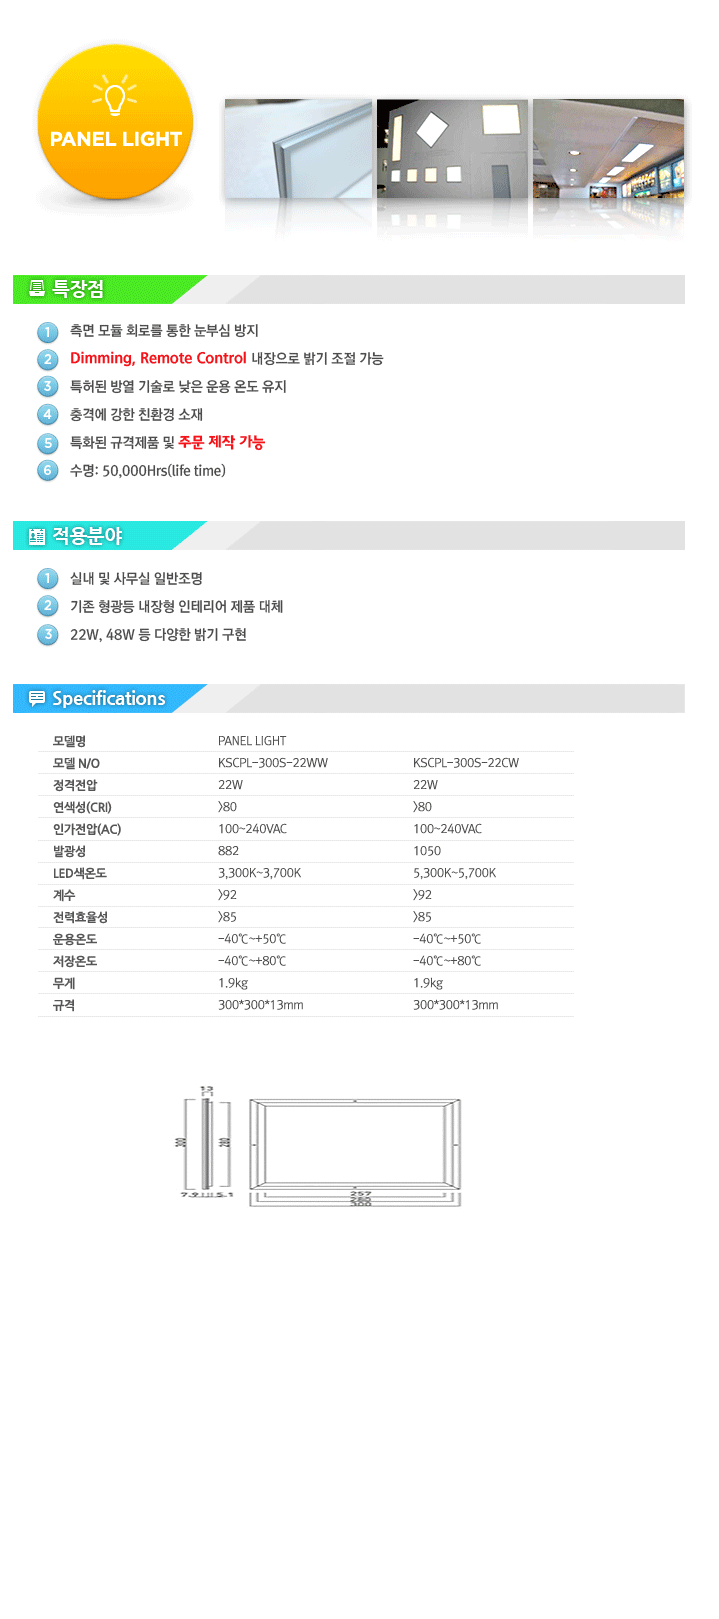 PANEL LIGHT
특장점
1 측면 모듈 회로를 통한 눈부심 방지
2 Dimming, Remote Control 내장으로 밝기 조절 가능
3 특허된 방열 기술로 낮은 운용 온도 유지
4 충격에 강한 친환경 소재
5 특화된 규격제품 및 주문 제작 가능
6 수명: 50,000Hrs(life time)
적용분야
1 실내 및 사무실 일반조명
2 기존 형광등 내장형 인테리어 제품 대체
3 22W, 48W 등 다양한 밝기 구현
Specifications
모델명 PANEL LIGHT
모델 N/O KSCPL-300S-22WW KSCPL-300S-22CW
정격전압 22W 22W
연색성(CRI) >80 >80
인가전압(AC) 100~240VAC 100~240VAC
발광성 882 1050
LED색온도 3,300K~3,700K 5,300K~5,700K
계수 >92 >92
전력효율성 >85 >85
운용온도 -40℃~+50℃ -40℃~+50℃
저장온도 -40℃~+80℃ -40℃~+80℃
무게 1.9kg 1.9kg
규격 300*300*13mm 300*300*13mm
13
300
280
7.9 5.1
257
280
300